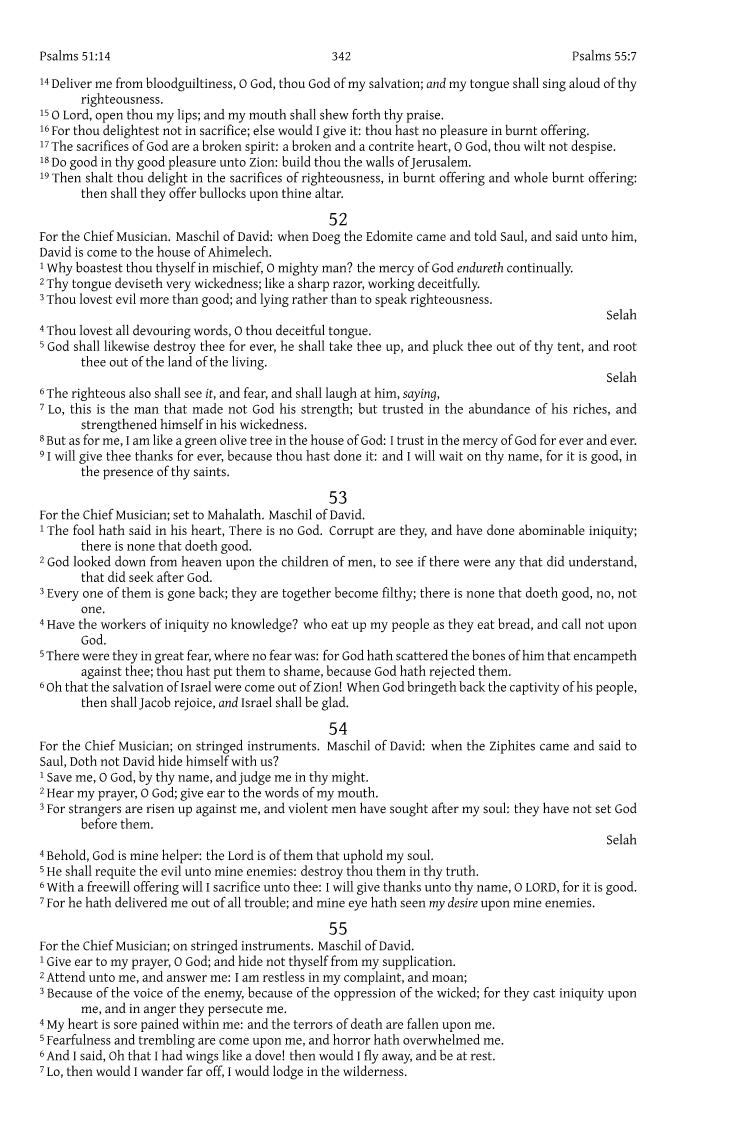 Psalms 51:14 342 Psalms 55:7
14 Deliver me from bloodguiltiness, O God, thou God of my salvation; and my tongue shall sing aloud of thy
righteousness.
15 O Lord, open thou my lips; and my mouth shall shew forth thy praise.
16 For thou delightest not in sacrifice; else would I give it: thou hast no pleasure in burnt offering.
17 The sacrifices of God are a broken spirit: a broken and a contrite heart, O God, thou wilt not despise.
18 Do good in thy good pleasure unto Zion: build thou the walls of Jerusalem.
19 Then shalt thou delight in the sacrifices of righteousness, in burnt offering and whole burnt offering:
then shall they offer bullocks upon thine altar.
52
For the Chief Musician. Maschil of David: when Doeg the Edomite came and told Saul, and said unto him,
David is come to the house of Ahimelech.
1 Why boastest thou thyself in mischief, O mighty man? the mercy of God endureth continually.
2 Thy tongue deviseth very wickedness; like a sharp razor, working deceitfully.
3 Thou lovest evil more than good; and lying rather than to speak righteousness.
Selah
4 Thou lovest all devouring words, O thou deceitful tongue.
5 God shall likewise destroy thee for ever, he shall take thee up, and pluck thee out of thy tent, and root
thee out of the land of the living.
Selah
6 The righteous also shall see it, and fear, and shall laugh at him, saying,
7 Lo, this is the man that made not God his strength; but trusted in the abundance of his riches, and
strengthened himself in his wickedness.
8 But as for me, I am like a green olive tree in the house of God: I trust in the mercy of God for ever and ever.
9 I will give thee thanks for ever, because thou hast done it: and I will wait on thy name, for it is good, in
the presence of thy saints.
53
For the Chief Musician; set to Mahalath. Maschil of David.
1 The fool hath said in his heart, There is no God. Corrupt are they, and have done abominable iniquity;
there is none that doeth good.
2 God looked down from heaven upon the children of men, to see if there were any that did understand,
that did seek after God.
3 Every one of them is gone back; they are together become filthy; there is none that doeth good, no, not
one.
4 Have the workers of iniquity no knowledge? who eat up my people as they eat bread, and call not upon
God.
5 There were they in great fear, where no fear was: for God hath scattered the bones of him that encampeth
against thee; thou hast put them to shame, because God hath rejected them.
6 Oh that the salvation of Israel were come out of Zion! When God bringeth back the captivity of his people,
then shall Jacob rejoice, and Israel shall be glad.
54
For the Chief Musician; on stringed instruments. Maschil of David: when the Ziphites came and said to
Saul, Doth not David hide himself with us?
1 Save me, O God, by thy name, and judge me in thy might.
2 Hear my prayer, O God; give ear to the words of my mouth.
3 For strangers are risen up against me, and violent men have sought after my soul: they have not set God
before them.
Selah
4 Behold, God is mine helper: the Lord is of them that uphold my soul.
5 He shall requite the evil unto mine enemies: destroy thou them in thy truth.
6 With a freewill offering will I sacrifice unto thee: I will give thanks unto thy name, O LORD, for it is good.
7 For he hath delivered me out of all trouble; and mine eye hath seen my desire upon mine enemies.
55
For the Chief Musician; on stringed instruments. Maschil of David.
1 Give ear to my prayer, O God; and hide not thyself from my supplication.
2 Attend unto me, and answer me: I am restless in my complaint, and moan;
3 Because of the voice of the enemy, because of the oppression of the wicked; for they cast iniquity upon
me, and in anger they persecute me.
4 My heart is sore pained within me: and the terrors of death are fallen upon me.
5 Fearfulness and trembling are come upon me, and horror hath overwhelmed me.
6 And I said, Oh that I had wings like a dove! then would I fly away, and be at rest.
7 Lo, then would I wander far off, I would lodge in the wilderness.